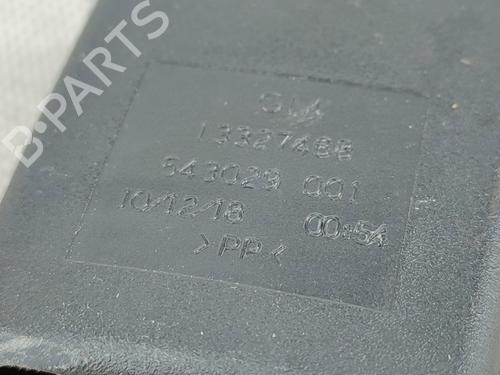 B-PARTS
GM
13327488
543029 001
10/12/18 00:54
>PP<